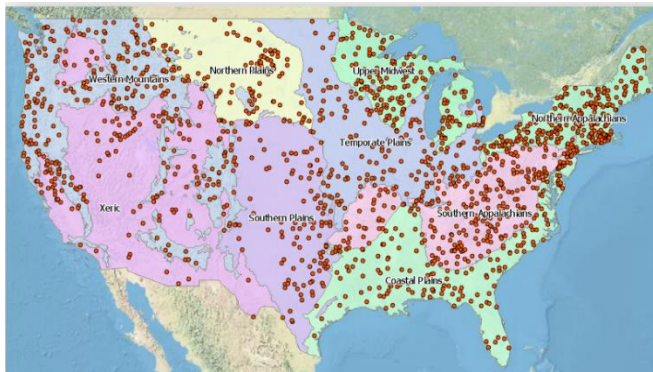 Northern Plains
Upper Midwest
Western Mountains
Northern Appalachians
Temporate Plains
Xeric
Southern Plains
Southern Appalachians
Coastal Plains